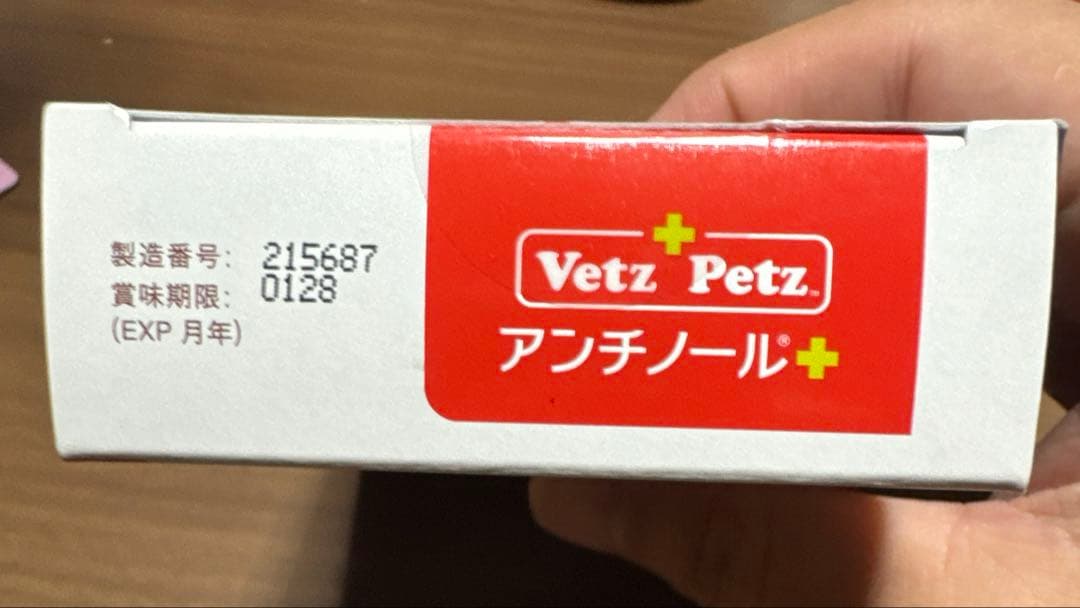 製造番号: 215687
賞味期限: 0128
(EXP 月年)
Vetz Petz™
アンチノール®